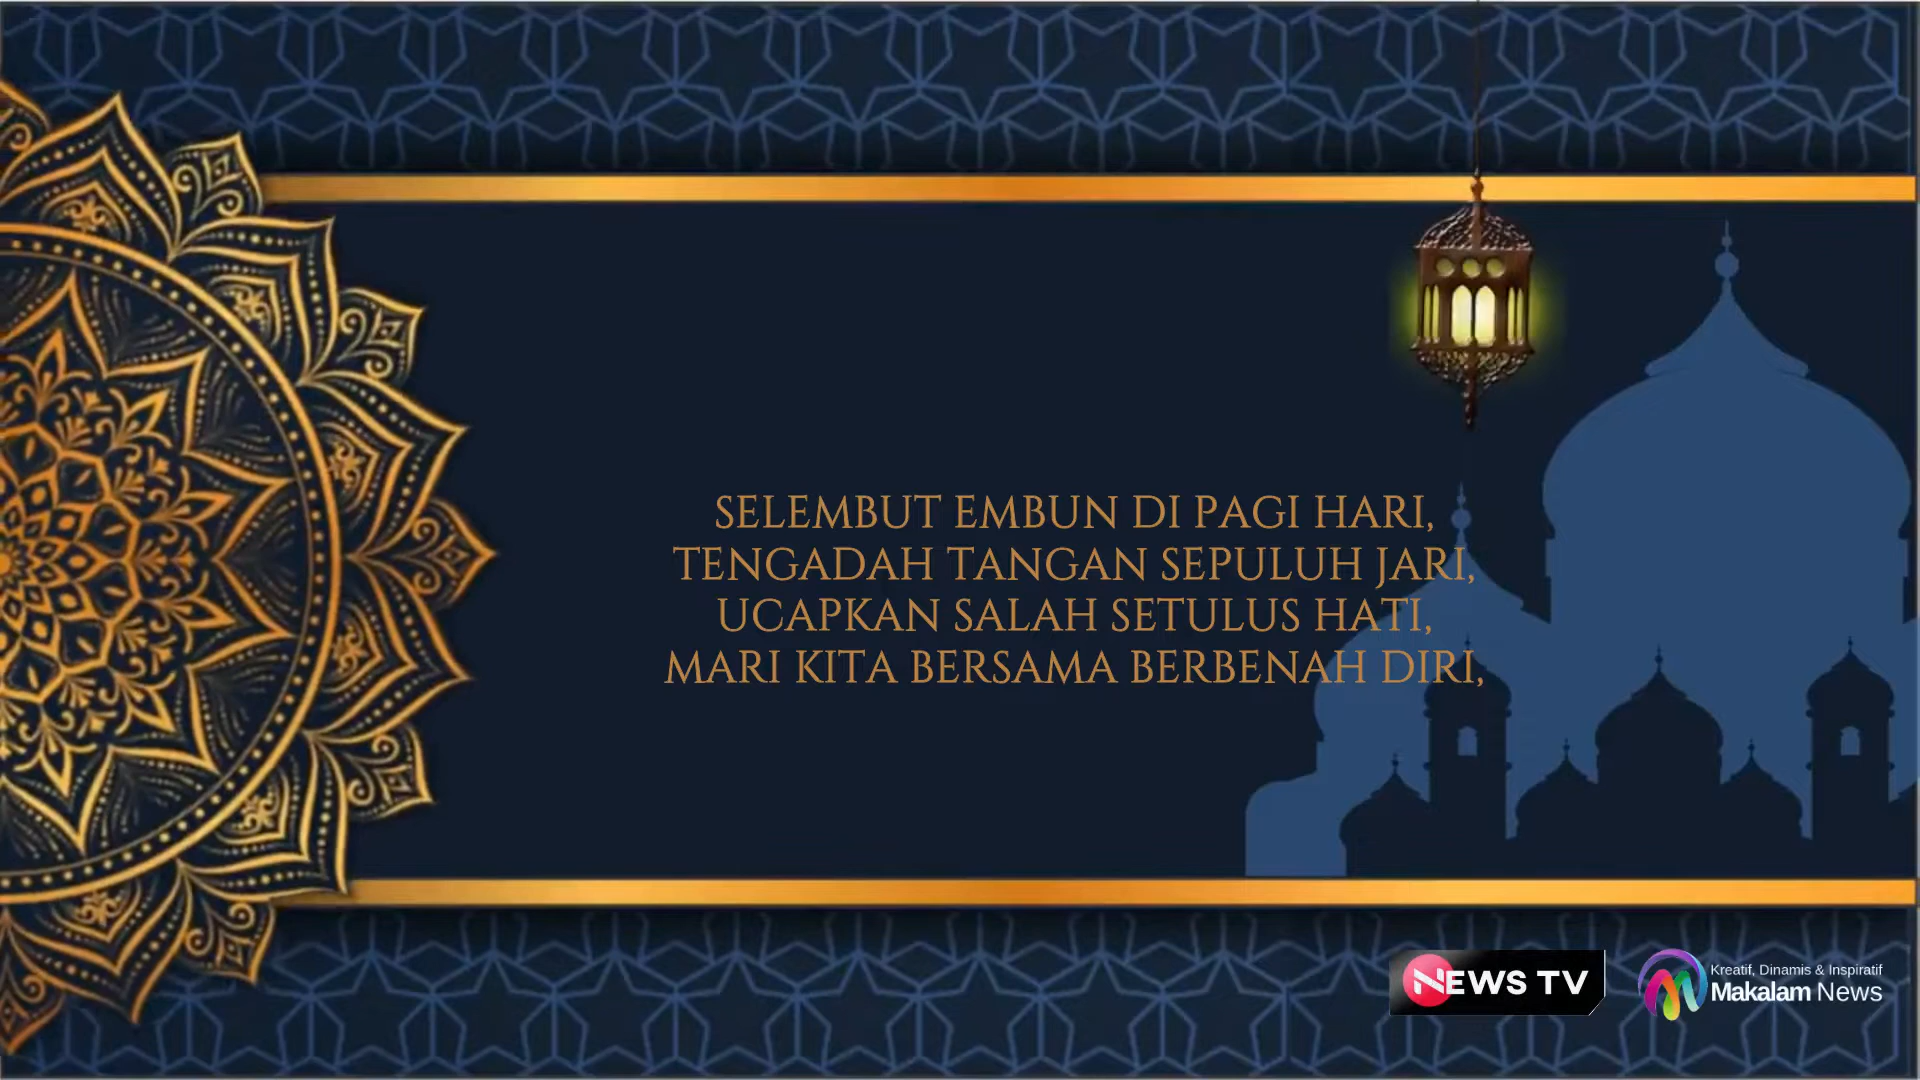 SELEMBUT EMBUN DI PAGI HARI,
TENGADAH TANGAN SEPULUH JARI,
UCAPKAN SALAH SETULUS HATI,
MARI KITA BERSAMA BERBENAH DIRI,
NEWS TV
Kreatif, Dinamis & Inspiratif
Makalam News